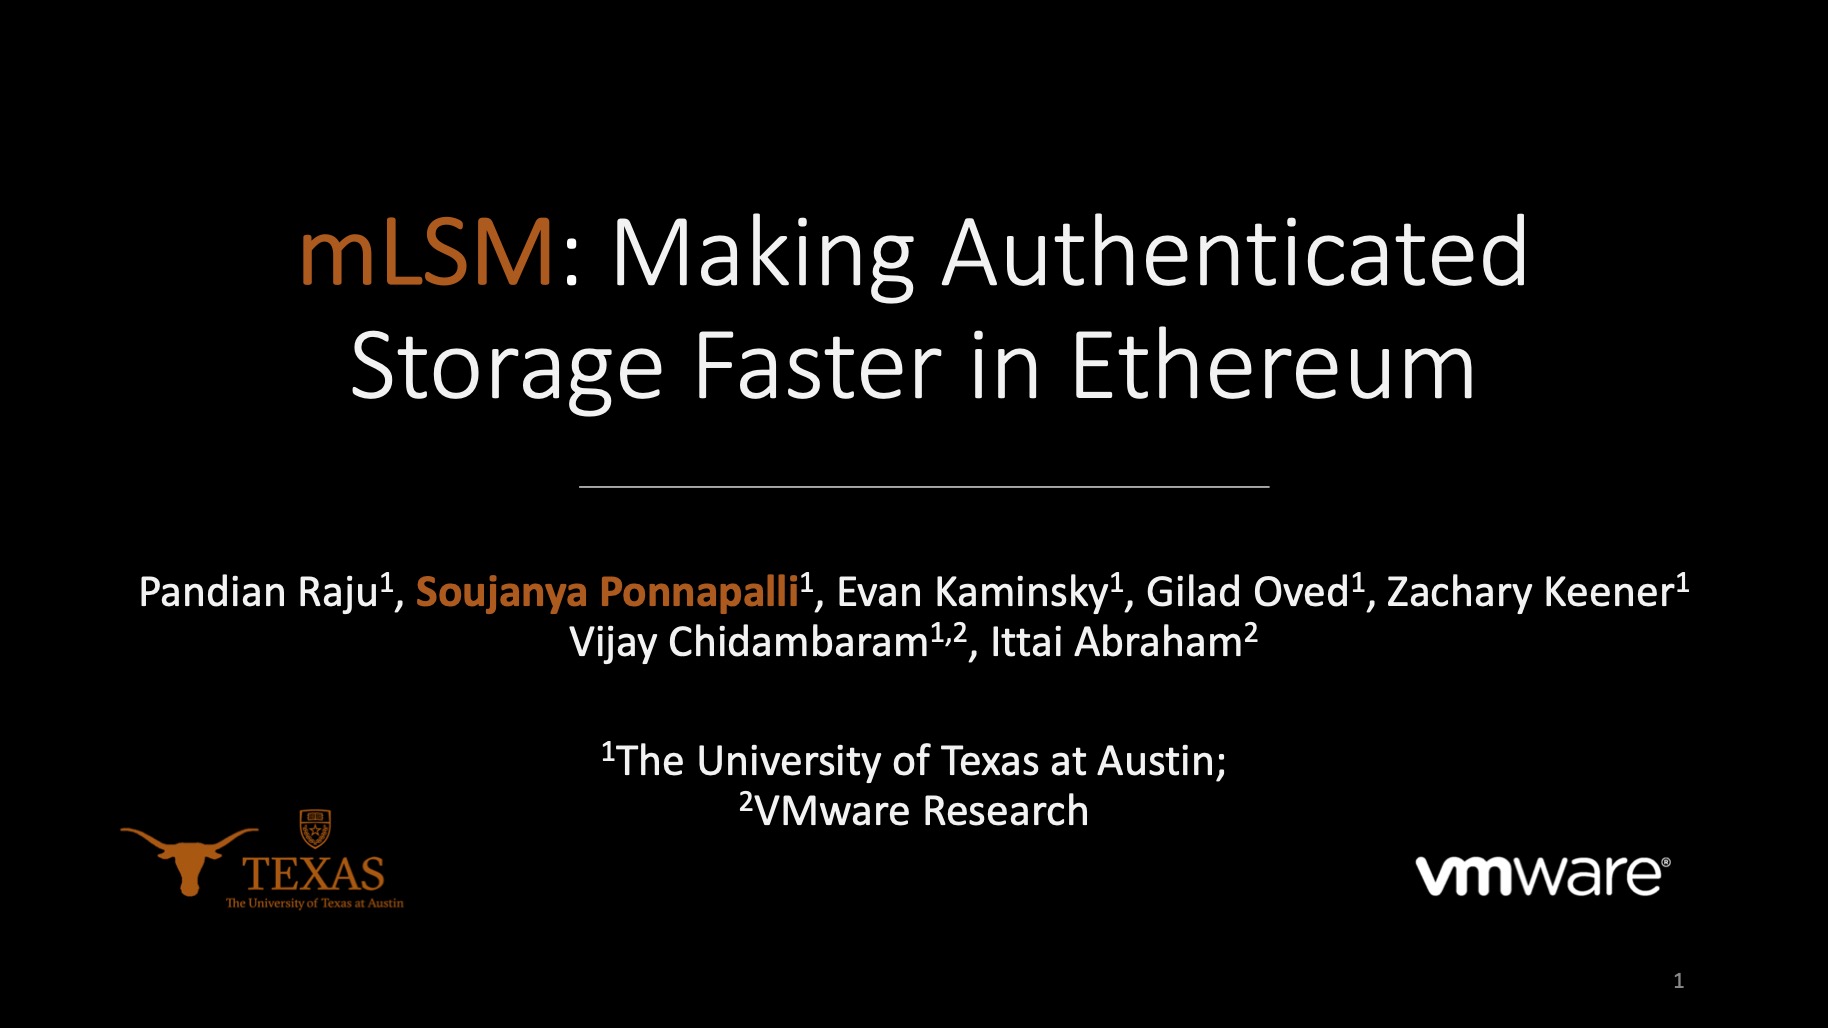 mLSM: Making Authenticated
Storage Faster in Ethereum
Pandian Raju¹, Soujanya Ponnapalli¹, Evan Kaminsky¹, Gilad Oved¹, Zachary Keener¹
Vijay Chidambaram¹,², Ittai Abraham²
¹The University of Texas at Austin;
²VMware Research
TEXAS
The University of Texas at Austin
vmware®
1